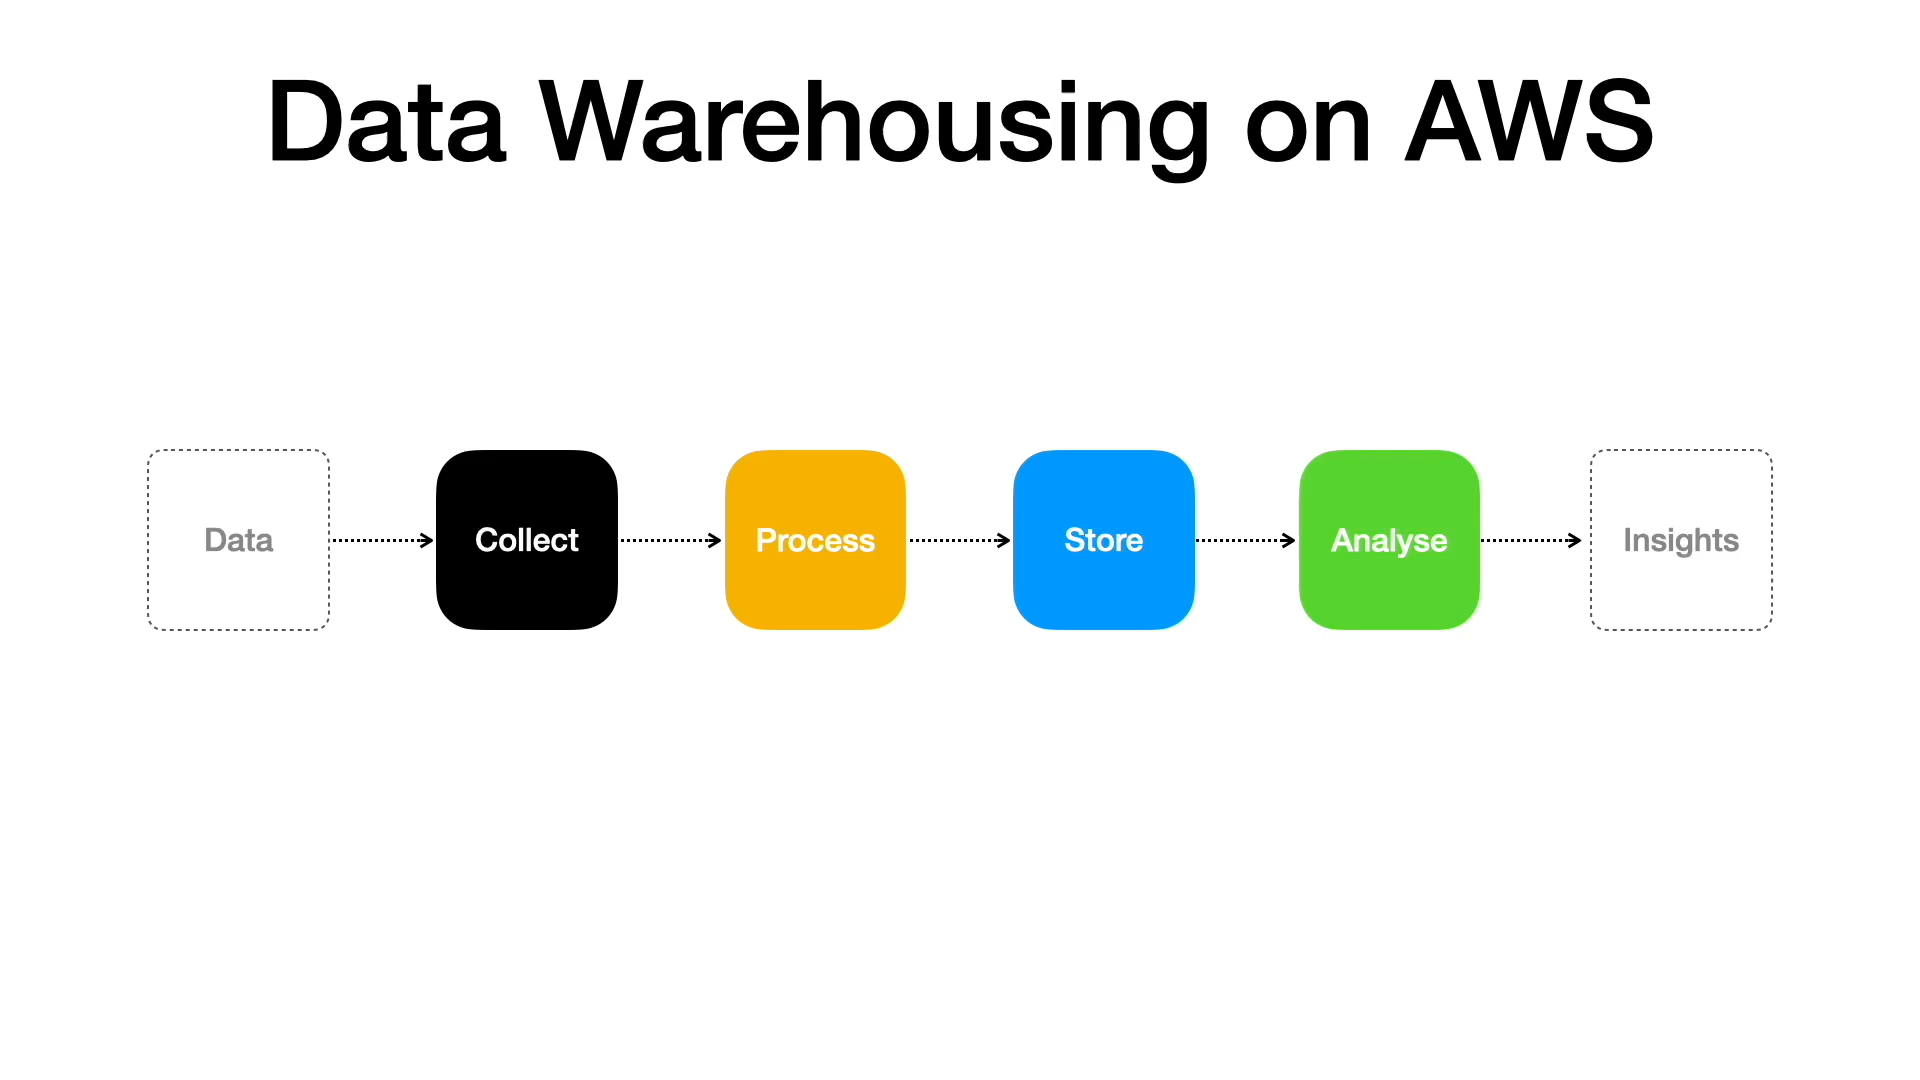 Data Warehousing on AWS
Data
Collect
Process
Store
Analyse
Insights